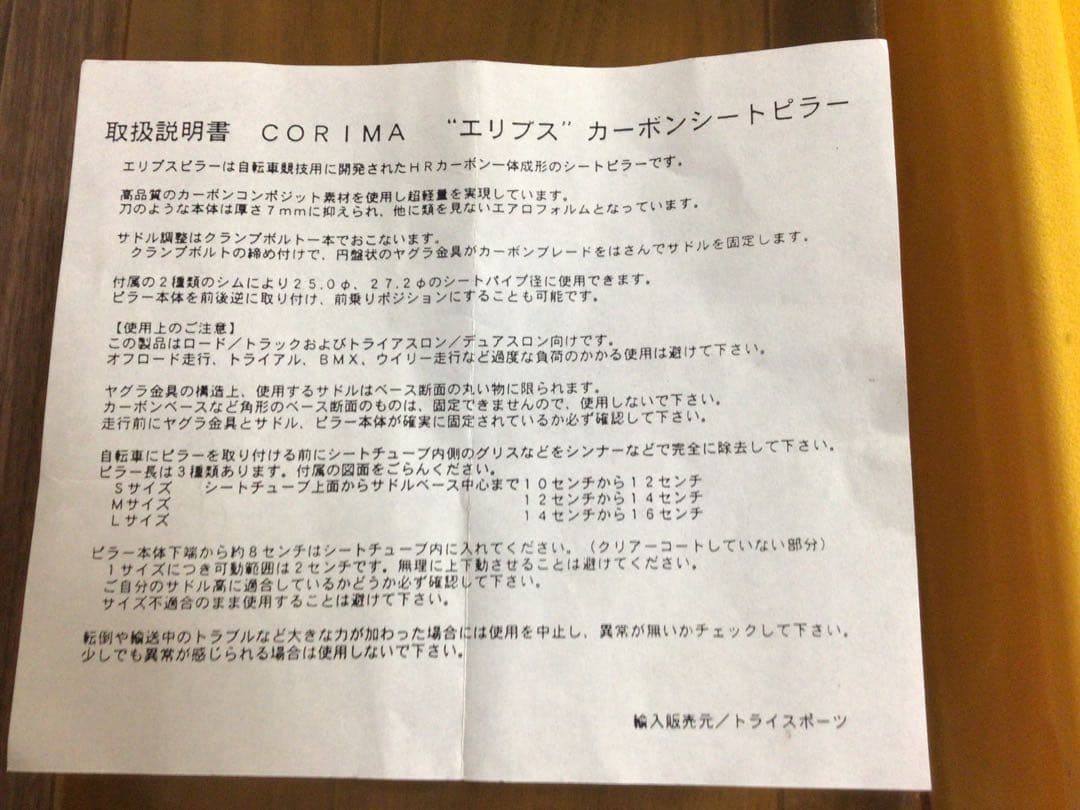 取扱説明書　CORIMA　“エリプス”カーボンシートピラー
エリプスピラーは自転車競技用に開発されたHRカーボン一体成形のシートピラーです。
高品質のカーボンコンポジット素材を使用し超軽量を実現しています。
刀のような本体は厚さ7mmに抑えられ、他に類を見ないエアロフォルムとなっています。
サドル調整はクランプボルト一本でおこないます。
クランプボルトの締め付けで、円盤状のヤグラ金具がカーボンブレードをはさんでサドルを固定します。
付属の2種類のシムにより25.0φ、27.2φのシートパイプ径に使用できます。
ピラー本体を前後逆に取り付け、前乗りポジションにすることも可能です。
【使用上のご注意】
この製品はロード／トラックおよびトライアスロン／デュアスロン向けです。
オフロード走行、トライアル、BMX、ウイリー走行など過度な負荷のかかる使用は避けて下さい。
ヤグラ金具の構造上、使用するサドルはベース断面の丸い物に限られます。
カーボンベースなど角形のベース断面のものは、固定できませんので、使用しないで下さい。
走行前にヤグラ金具とサドル、ピラー本体が確実に固定されているか必ず確認して下さい。
自転車にピラーを取り付ける前にシートチューブ内側のグリスなどをシンナーなどで完全に除去して下さい。
ピラー長は3種類あります。付属の図面をごらんください。
Sサイズ　シートチューブ上面からサドルベース中心まで10センチから12センチ
Mサイズ　12センチから14センチ
Lサイズ　14センチから16センチ
ピラー本体下端から約8センチはシートチューブ内に入れてください。（クリアーコートしていない部分）
1サイズにつき可動範囲は2センチです。無理に上下動させることは避けてください。
ご自分のサドル高に適合しているかどうか必ず確認して下さい。
サイズ不適合のまま使用することは避けて下さい。
転倒や輸送中のトラブルなど大きな力が加わった場合には使用を中止し、異常が無いかチェックして下さい。
少しでも異常が感じられる場合は使用しないで下さい。
輸入販売元／トライスポーツ